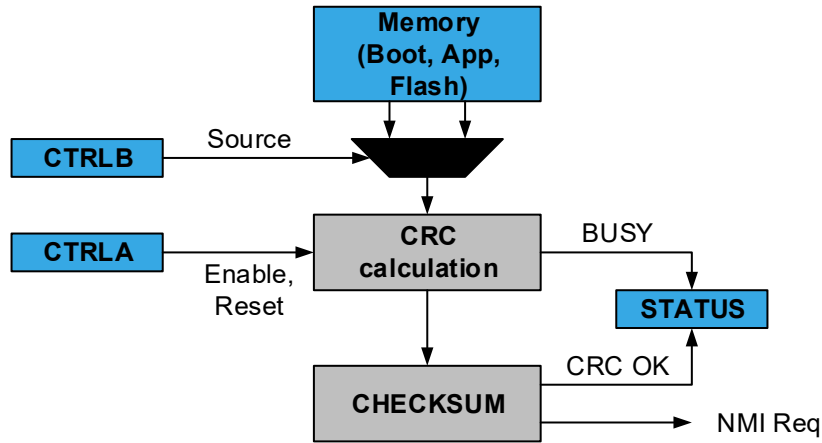 Memory
(Boot, App,
Flash)
CTRLB
Source
CTRLA
Enable,
Reset
CRC
calculation
BUSY
STATUS
CHECKSUM
CRC OK
NMI Req